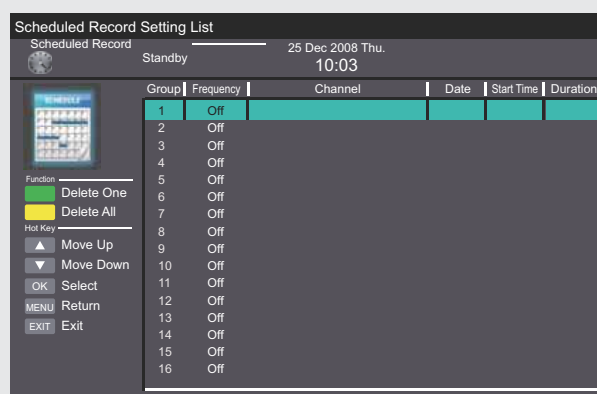 Scheduled Record Setting List
Scheduled Record
Standby
25 Dec 2008 Thu.
10:03
SCHEDULE
Group Frequency Channel Date Start Time Duration
1 Off
2 Off
3 Off
4 Off
5 Off
6 Off
7 Off
8 Off
9 Off
10 Off
11 Off
12 Off
13 Off
14 Off
15 Off
16 Off
Function
Delete One
Delete All
Hot Key
▲ Move Up
▼ Move Down
OK Select
MENU Return
EXIT Exit